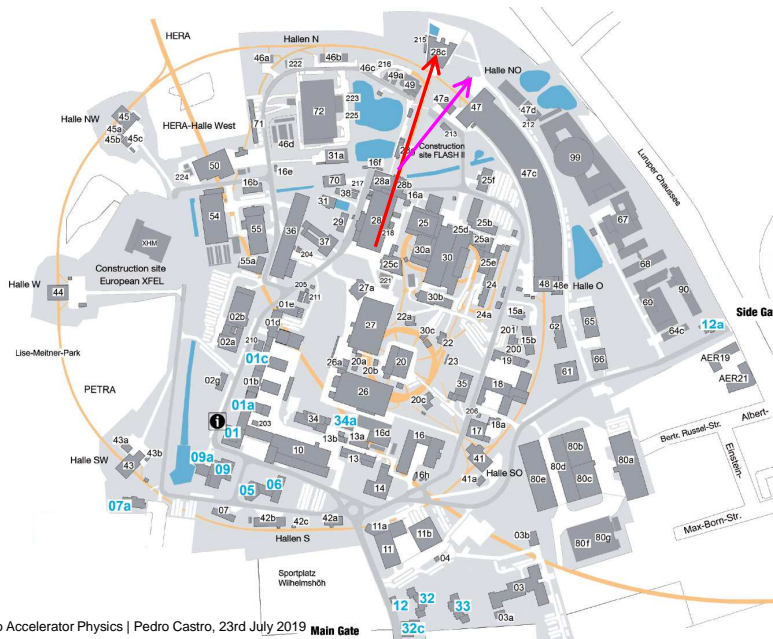 HERA
Hallen N
215
28c
46a
222
46b
46c
216
49a
49
Halle NO
Halle NW
45
45a
45b
45c
HERA-Halle West
71
72
223
225
47a
47
47d
212
213
Construction
site FLASH II
46d
99
50
224
16b
16e
31a
16f
70
217
38
31
29
28a
28b
16a
25f
47c
Luruper Chaussee
54
55
36
37
204
28
218
25
25d
25b
25a
67
XHM
Construction site
European XFEL
55a
25c
221
30a
30
25e
24
68
Halle W
44
205
211
27a
30b
48
48e
Halle O
69
90
02b
01e
01d
02a
210
27
22a
24a
30c
22
15a
201
15b
200
62
65
64c
12a
Side Ga
Lise-Meitner-Park
01c
26a
20a
20b
20
23
19
66
AER19
AER21
PETRA
02g
01b
26
35
18
61
01a
20c
208
Albert-
01
203
34
34a
18a
17
Bertr. Russel-Str.
Einstein-
43a
43b
Halle SW
43
09a
09
10
13b
13a
16d
13
16
41
Halle SO
80b
80d
80c
80a
80e
05
06
14
16h
41a
07a
07
42b
42c
42a
Max-Born-Str.
Hallen S
11a
11
11b
03b
80f
80g
04
Sportplatz
Wilhelmshöh
03
12
32
33
03a
o Accelerator Physics | Pedro Castro, 23rd July 2019
Main Gate
32c